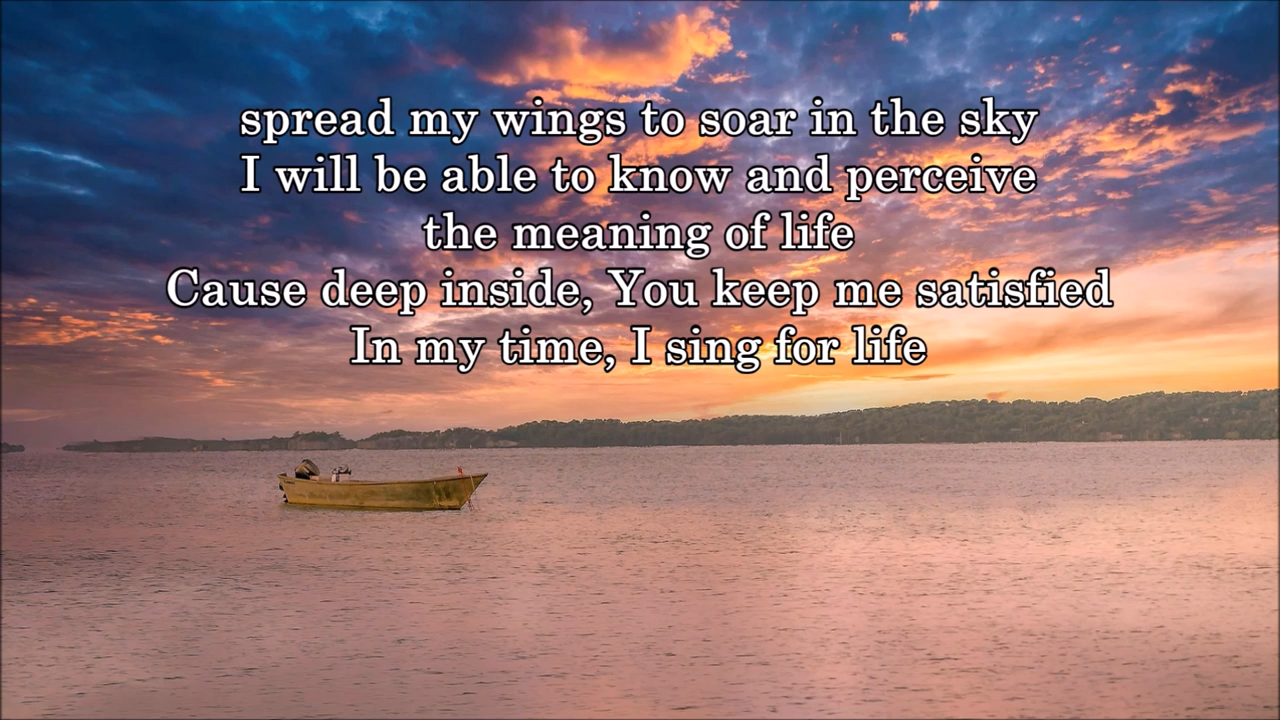 spread my wings to soar in the sky
I will be able to know and perceive
the meaning of life
Cause deep inside, You keep me satisfied
In my time, I sing for life